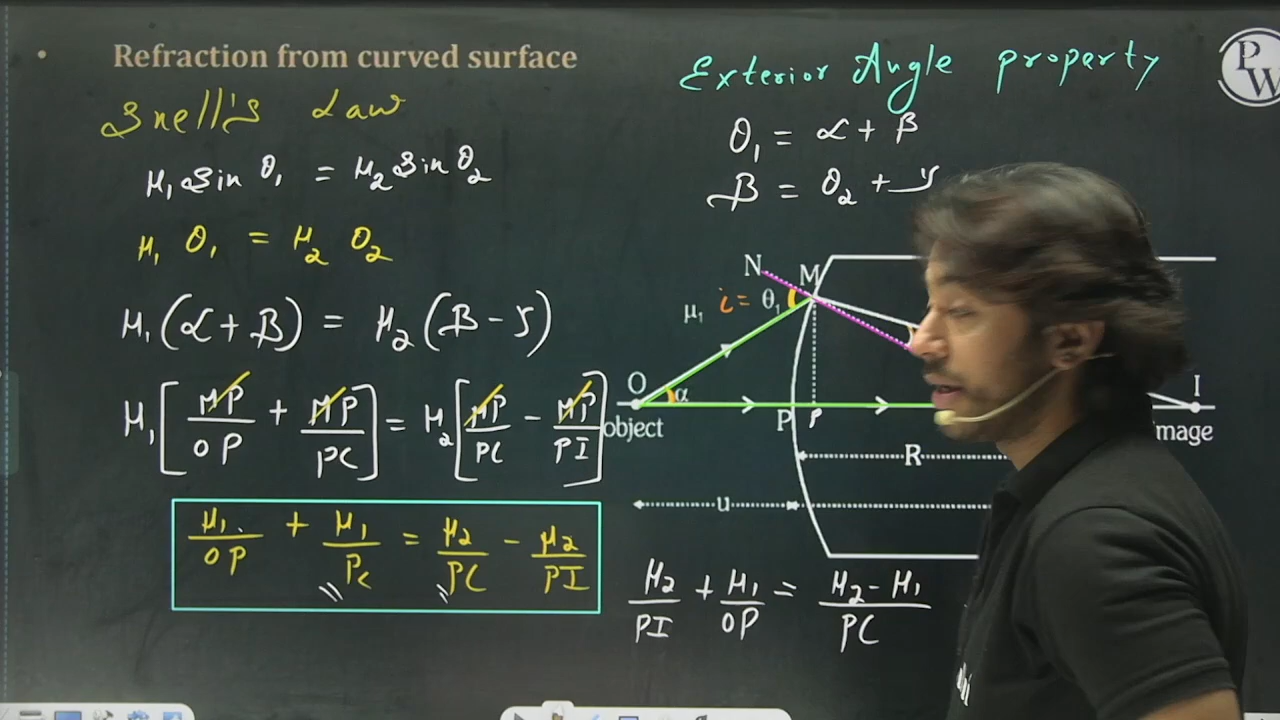 • Refraction from curved surface
Snell's Law
μ₁ sin θ₁ = μ₂ sin θ₂
μ₁ θ₁ = μ₂ θ₂
μ₁(α + β) = μ₂(β - γ)
μ₁[MP/OP + MP/PC] = μ₂[MP/PC - MP/PI]
μ₁/OP + μ₁/PC = μ₂/PC - μ₂/PI
Exterior Angle property
θ₁ = α + β
β = θ₂ + γ
PW
N M
μ₁ i = θ₁
O α I
object P P image
R
u
μ₂/PI + μ₁/OP = μ₂ - μ₁/PC